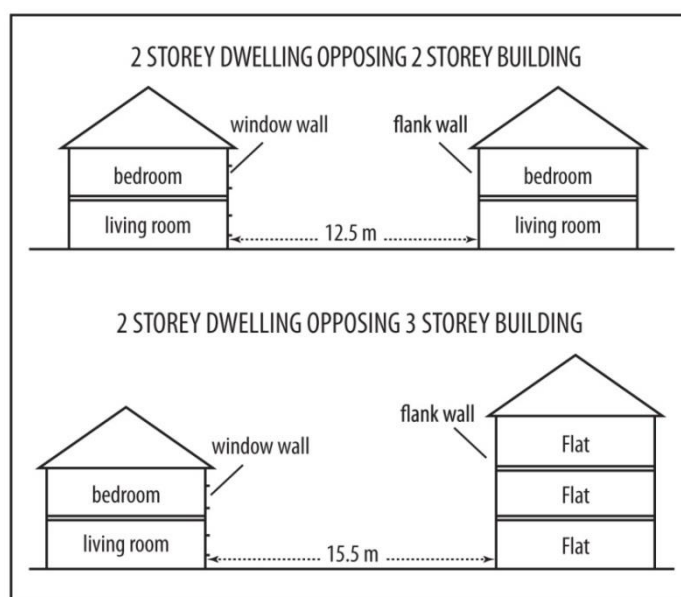 2 STOREY DWELLING OPPOSING 2 STOREY BUILDING
window wall
flank wall
bedroom
bedroom
living room
12.5 m
living room
2 STOREY DWELLING OPPOSING 3 STOREY BUILDING
flank wall
window wall
Flat
bedroom
Flat
living room
15.5 m
Flat